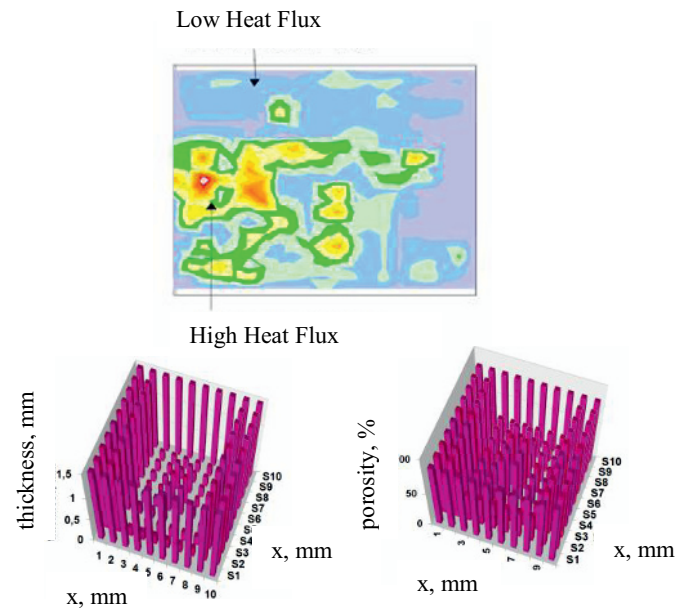 Low Heat Flux
High Heat Flux
thickness, mm
1,5
1
0,5
0
1 2 3 4 5 6 7 8 9 10
S1
S2
S3
S4
S5
S6
S7
S8
S9
S10
x, mm
x, mm
porosity, %
00
50
0
1 3 5 7 9
S1
S2
S3
S4
S5
S6
S7
S8
S9
S10
x, mm
x, mm